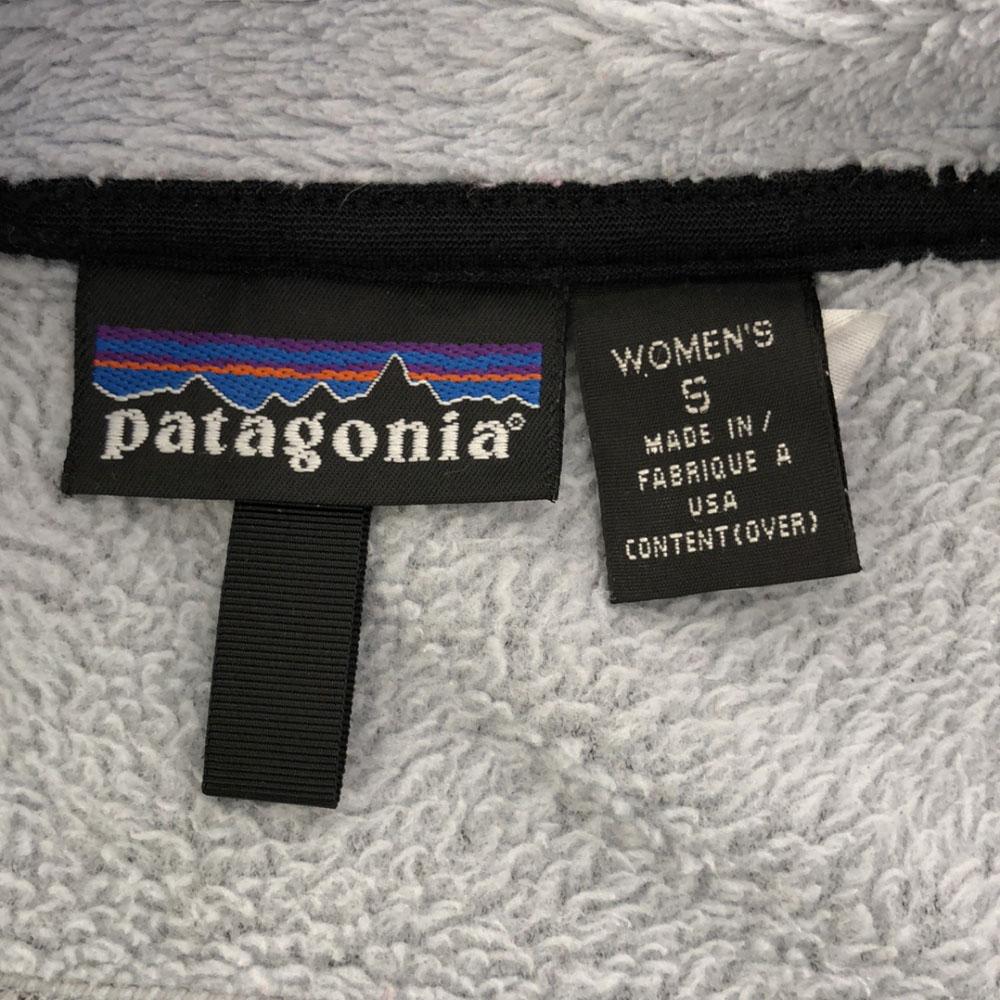 patagonia®
WOMEN'S
S
MADE IN /
FABRIQUE A
USA
CONTENT(OVER)